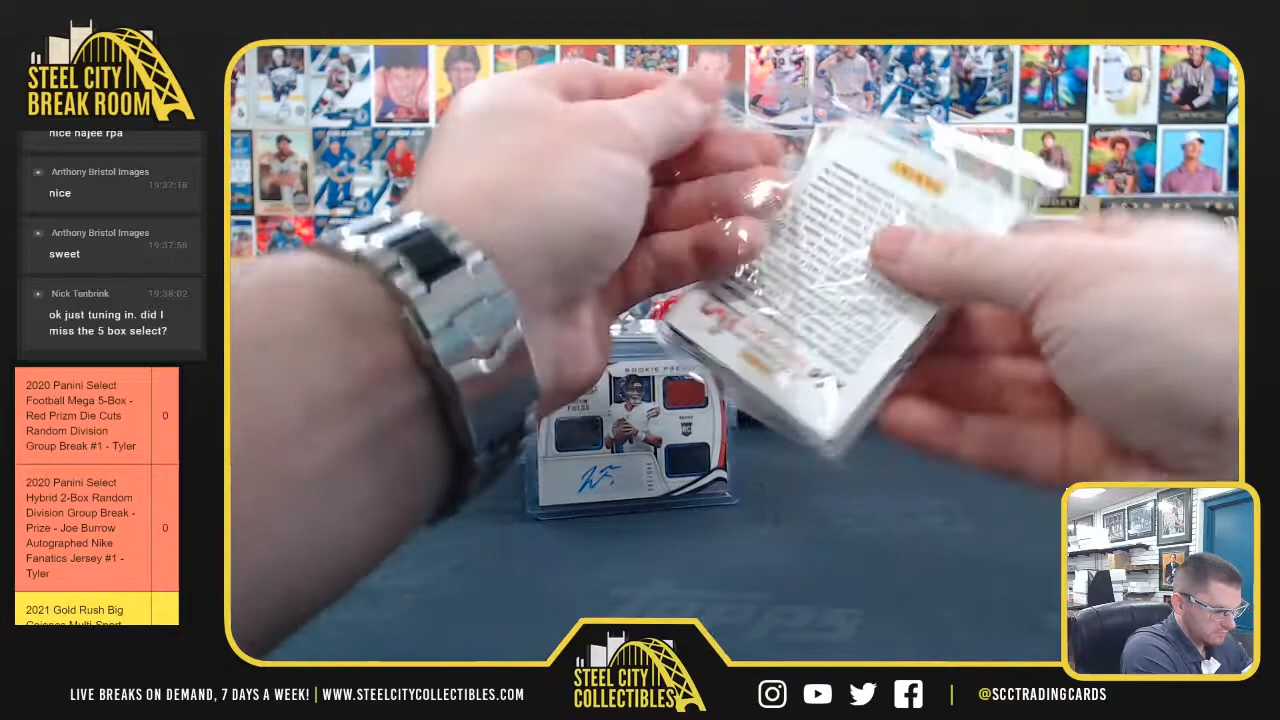 STEEL CITY
BREAK ROOM
nice najee rpa
Anthony Bristol Images
19:37:18
nice
Anthony Bristol Images
19:37:58
sweet
Nick Tenbrink
19:38:02
ok just tuning in. did I
miss the 5 box select?
2020 Panini Select
Football Mega 5-Box -
Red Prizm Die Cuts
Random Division
Group Break #1 - Tyler
0
2020 Panini Select
Hybrid 2-Box Random
Division Group Break -
Prize - Joe Burrow
Autographed Nike
Fanatics Jersey #1 -
Tyler
0
2021 Gold Rush Big
ROOKIE
FIELDS
RC
STEEL CITY
COLLECTIBLES
LIVE BREAKS ON DEMAND, 7 DAYS A WEEK! | WWW.STEELCITYCOLLECTIBLES.COM
| @SCCTRADINGCARDS